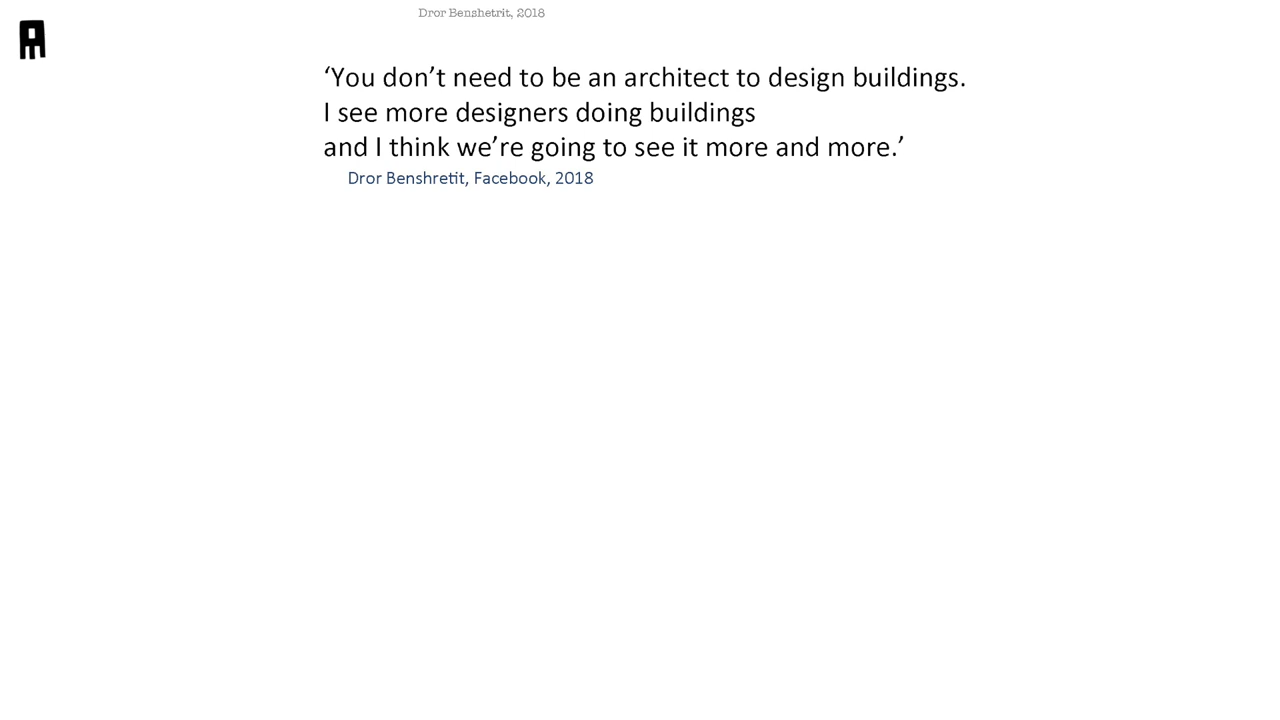 Dror Benshetrit, 2018
‘You don’t need to be an architect to design buildings.
I see more designers doing buildings
and I think we’re going to see it more and more.’
Dror Benshretit, Facebook, 2018